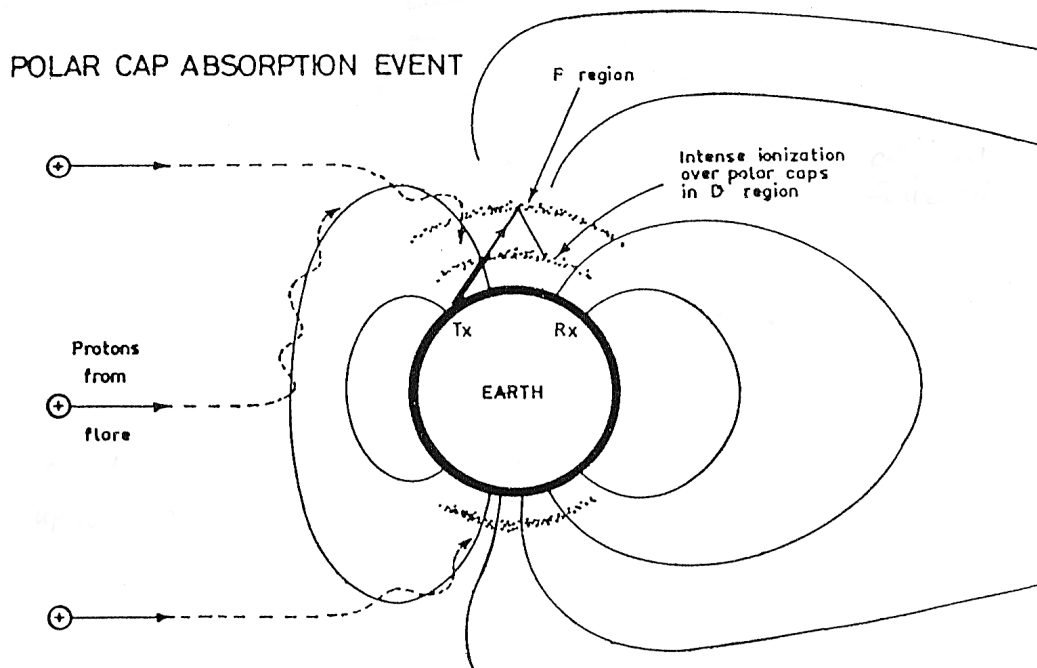 POLAR CAP ABSORPTION EVENT
F region
Intense ionization
over polar caps
in D region
Tx
Rx
Protons
from
EARTH
flare